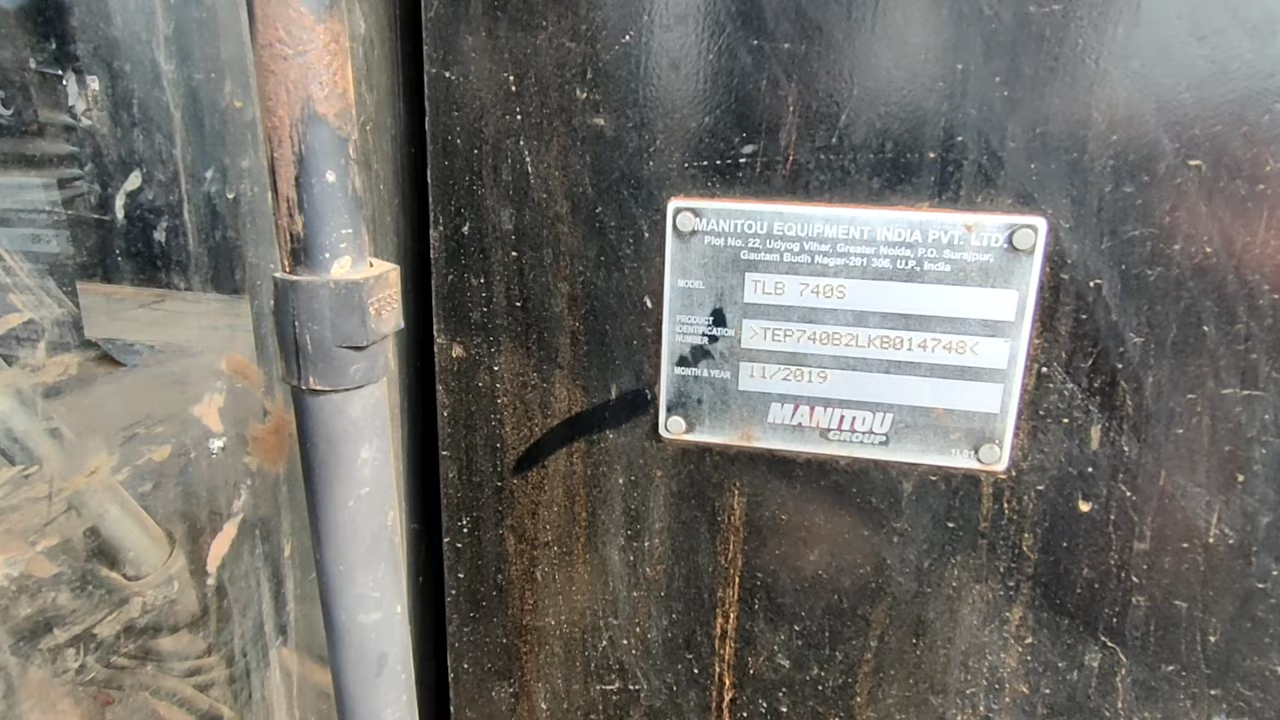 MANITOU EQUIPMENT INDIA PVT. LTD.
Plot No. 22, Udyog Vihar, Greater Noida, P.O. Surajpur,
Gautam Budh Nagar-201 306, U.P., India
MODEL
TLB 740S
PRODUCT
IDENTIFICATION
NUMBER
>TEP740B2LKB014748<
MONTH & YEAR
11/2019
MANITOU
GROUP